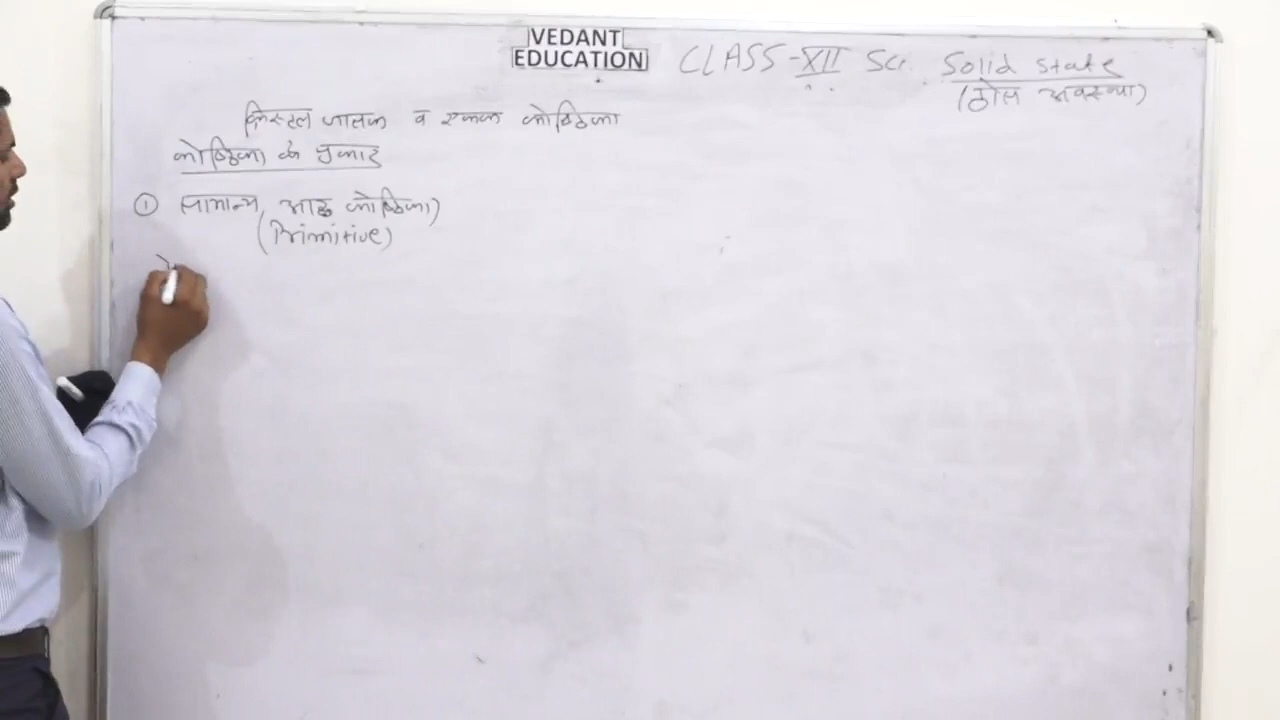 VEDANT
EDUCATION
CLASS-XII Sc. Solid state
(ठोस अवस्था)
क्रिस्टल जालक व एकक कोष्ठिका
कोष्ठिका के प्रकार
① सामान्य, आद्य कोष्ठिका)
(Primitive)